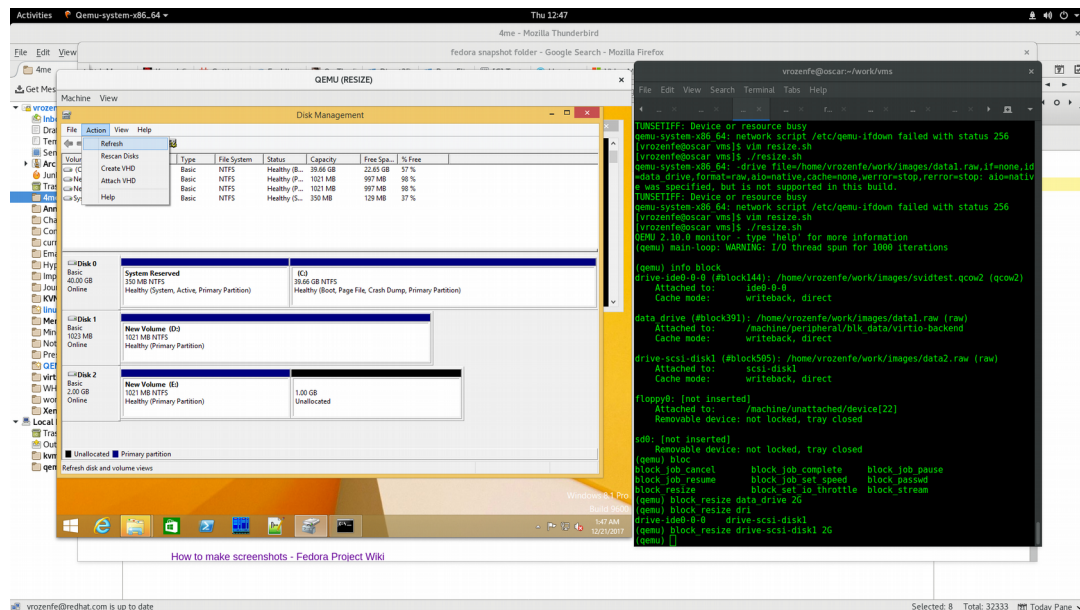 Activities Qemu-system-x86_64 Thu 12:47
4me - Mozilla Thunderbird
File Edit View
fedora snapshot folder - Google Search - Mozilla Firefox
4me
Get Mes
QEMU (RESIZE)
Machine View
Disk Management
File Action View Help
Refresh
Rescan Disks
Create VHD
Attach VHD
Help
Type File System Status Capacity Free Spa... % Free
Basic NTFS Healthy (B... 39.66 GB 22.65 GB 57 %
Basic NTFS Healthy (P... 1021 MB 997 MB 98 %
Basic NTFS Healthy (P... 1021 MB 997 MB 98 %
Basic NTFS Healthy (S... 350 MB 129 MB 37 %
Disk 0
Basic
40.00 GB
Online
System Reserved
350 MB NTFS
Healthy (System, Active, Primary Partition)
(C:)
39.66 GB NTFS
Healthy (Boot, Page File, Crash Dump, Primary Partition)
Disk 1
Basic
1023 MB
Online
New Volume (D:)
1021 MB NTFS
Healthy (Primary Partition)
Disk 2
Basic
2.00 GB
Online
New Volume (E:)
1021 MB NTFS
Healthy (Primary Partition)
1.00 GB
Unallocated
Unallocated Primary partition
Refresh disk and volume views
Windows 8.1 Pro
Build 9600
1:47 AM
12/21/2017
How to make screenshots - Fedora Project Wiki
vrozenfe@oscar:~/work/vms
File Edit View Search Terminal Tabs Help
TUNSETIFF: Device or resource busy
qemu-system-x86_64: network script /etc/qemu-ifdown failed with status 256
[vrozenfe@oscar vms]$ vim resize.sh
[vrozenfe@oscar vms]$ ./resize.sh
qemu-system-x86_64: -drive file=/home/vrozenfe/work/images/data1.raw,if=none,id
=data_drive,format=raw,aio=native,cache=none,werror=stop,rerror=stop: aio=nativ
e was specified, but is not supported in this build.
TUNSETIFF: Device or resource busy
qemu-system-x86_64: network script /etc/qemu-ifdown failed with status 256
[vrozenfe@oscar vms]$ vim resize.sh
[vrozenfe@oscar vms]$ ./resize.sh
QEMU 2.10.0 monitor - type 'help' for more information
(qemu) main-loop: WARNING: I/O thread spun for 1000 iterations
(qemu) info block
drive-ide0-0-0 (#block144): /home/vrozenfe/work/images/svidtest.qcow2 (qcow2)
Attached to: ide0-0-0
Cache mode: writeback, direct
data_drive (#block391): /home/vrozenfe/work/images/data1.raw (raw)
Attached to: /machine/peripheral/blk_data/virtio-backend
Cache mode: writeback, direct
drive-scsi-disk1 (#block505): /home/vrozenfe/work/images/data2.raw (raw)
Attached to: scsi-disk1
Cache mode: writeback, direct
floppy0: [not inserted]
Attached to: /machine/unattached/device[22]
Removable device: not locked, tray closed
sd0: [not inserted]
Removable device: not locked, tray closed
(qemu) bloc
block_job_cancel block_job_complete block_job_pause
block_job_resume block_job_set_speed block_passwd
block_resize block_set_io_throttle block_stream
(qemu) block_resize data_drive 2G
(qemu) block_resize dri
drive-ide0-0-0 drive-scsi-disk1
(qemu) block_resize drive-scsi-disk1 2G
(qemu)
vrozenfe@redhat.com is up to date Selected: 8 Total: 32333 Today Pane